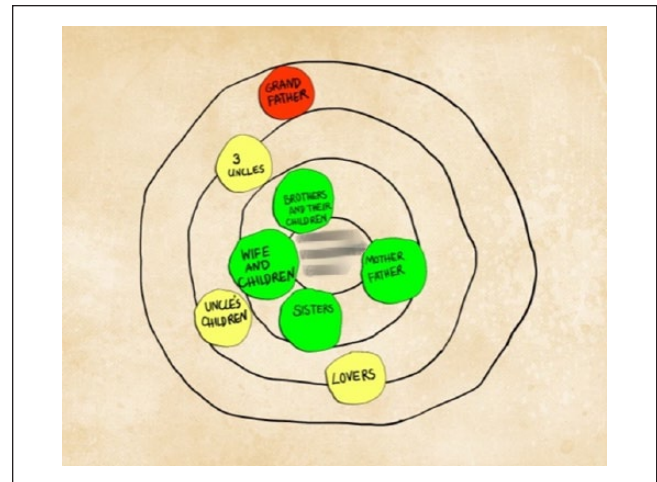 GRAND
FATHER
3
UNCLES
BROTHERS
AND THEIR
CHILDREN
WIFE
AND
CHILDREN
MOTHER
FATHER
UNCLE'S
CHILDREN
SISTERS
LOVERS